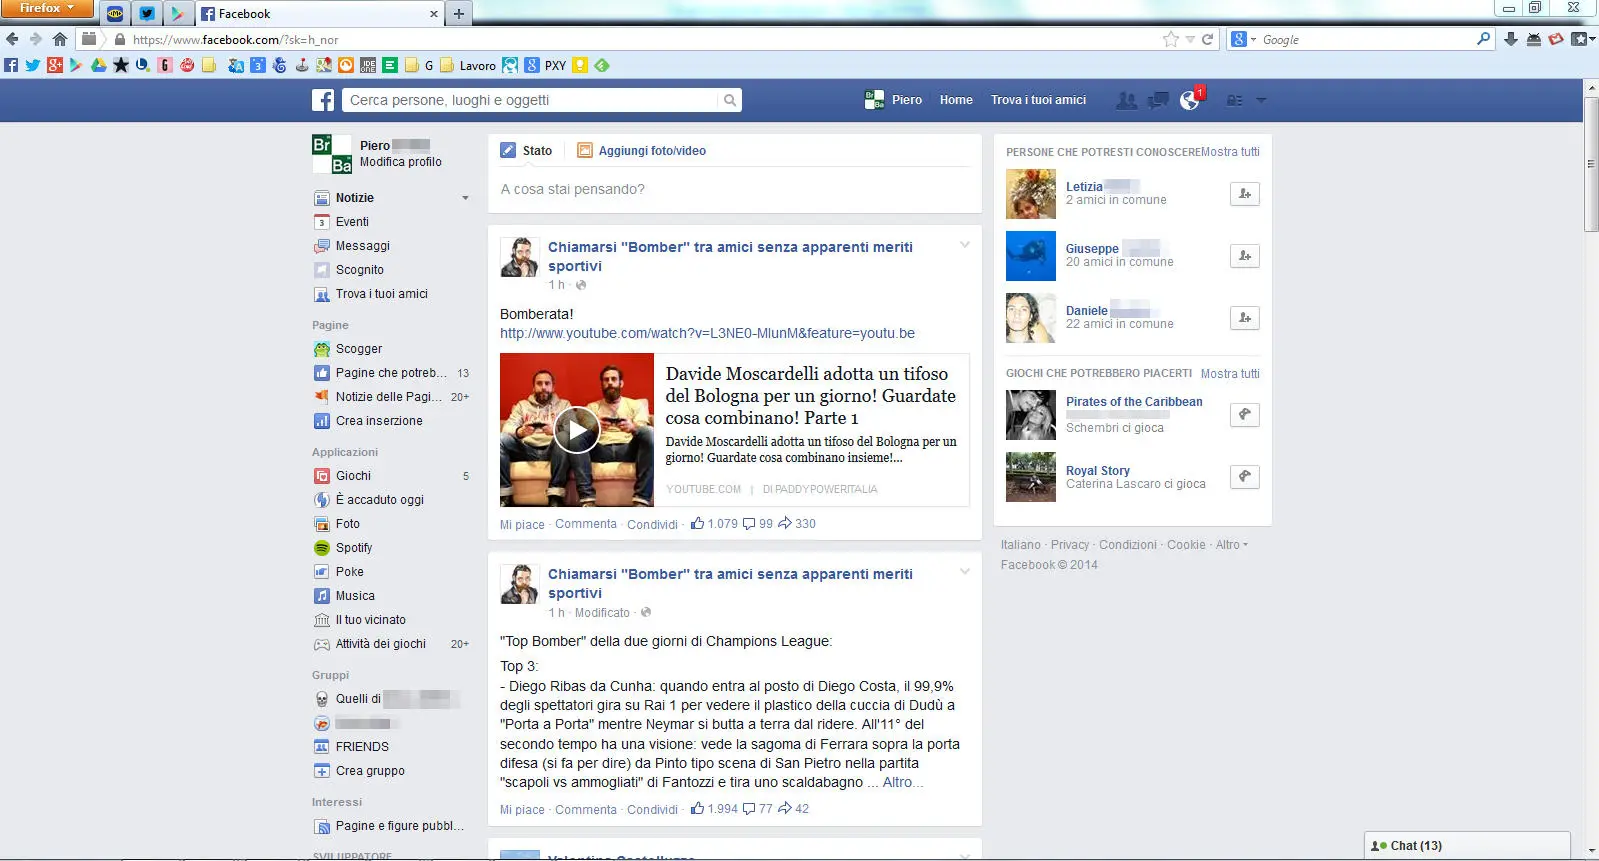 Firefox
Facebook
https://www.facebook.com/?sk=h_nor
Google
G
Lavoro
PXY
Cerca persone, luoghi e oggetti
Piero
Home
Trova i tuoi amici
1
Br
Ba
Piero
Modifica profilo
Notizie
Eventi
Messaggi
Scognito
Trova i tuoi amici
Pagine
Scogger
Pagine che potreb... 13
Notizie delle Pagi... 20+
Crea inserzione
Applicazioni
Giochi 5
È accaduto oggi
Foto
Spotify
Poke
Musica
Il tuo vicinato
Attività dei giochi 20+
Gruppi
Quelli di
FRIENDS
Crea gruppo
Interessi
Pagine e figure pubbl...
SVILUPPATORE
Stato
Aggiungi foto/video
A cosa stai pensando?
Chiamarsi "Bomber" tra amici senza apparenti meriti
sportivi
1 h ·
Bomberata!
http://www.youtube.com/watch?v=L3NE0-MlunM&feature=youtu.be
Davide Moscardelli adotta un tifoso
del Bologna per un giorno! Guardate
cosa combinano! Parte 1
Davide Moscardelli adotta un tifoso del Bologna per un
giorno! Guardate cosa combinano insieme!...
YOUTUBE.COM | DI PADDYPOWERITALIA
Mi piace · Commenta · Condividi · 1.079 99 330
Chiamarsi "Bomber" tra amici senza apparenti meriti
sportivi
1 h · Modificato ·
"Top Bomber" della due giorni di Champions League:
Top 3:
- Diego Ribas da Cunha: quando entra al posto di Diego Costa, il 99,9%
degli spettatori gira su Rai 1 per vedere il plastico della cuccia di Dudù a
"Porta a Porta" mentre Neymar si butta a terra dal ridere. All'11° del
secondo tempo ha una visione: vede la sagoma di Ferrara sopra la porta
difesa (si fa per dire) da Pinto tipo scena di San Pietro nella partita
"scapoli vs ammogliati" di Fantozzi e tira uno scaldabagno ... Altro...
Mi piace · Commenta · Condividi · 1.994 77 42
PERSONE CHE POTRESTI CONOSCERE Mostra tutti
Letizia
2 amici in comune
Giuseppe
20 amici in comune
Daniele
22 amici in comune
GIOCHI CHE POTREBBERO PIACERTI Mostra tutti
Pirates of the Caribbean
Schembri ci gioca
Royal Story
Caterina Lascaro ci gioca
Italiano · Privacy · Condizioni · Cookie · Altro
Facebook © 2014
Chat (13)